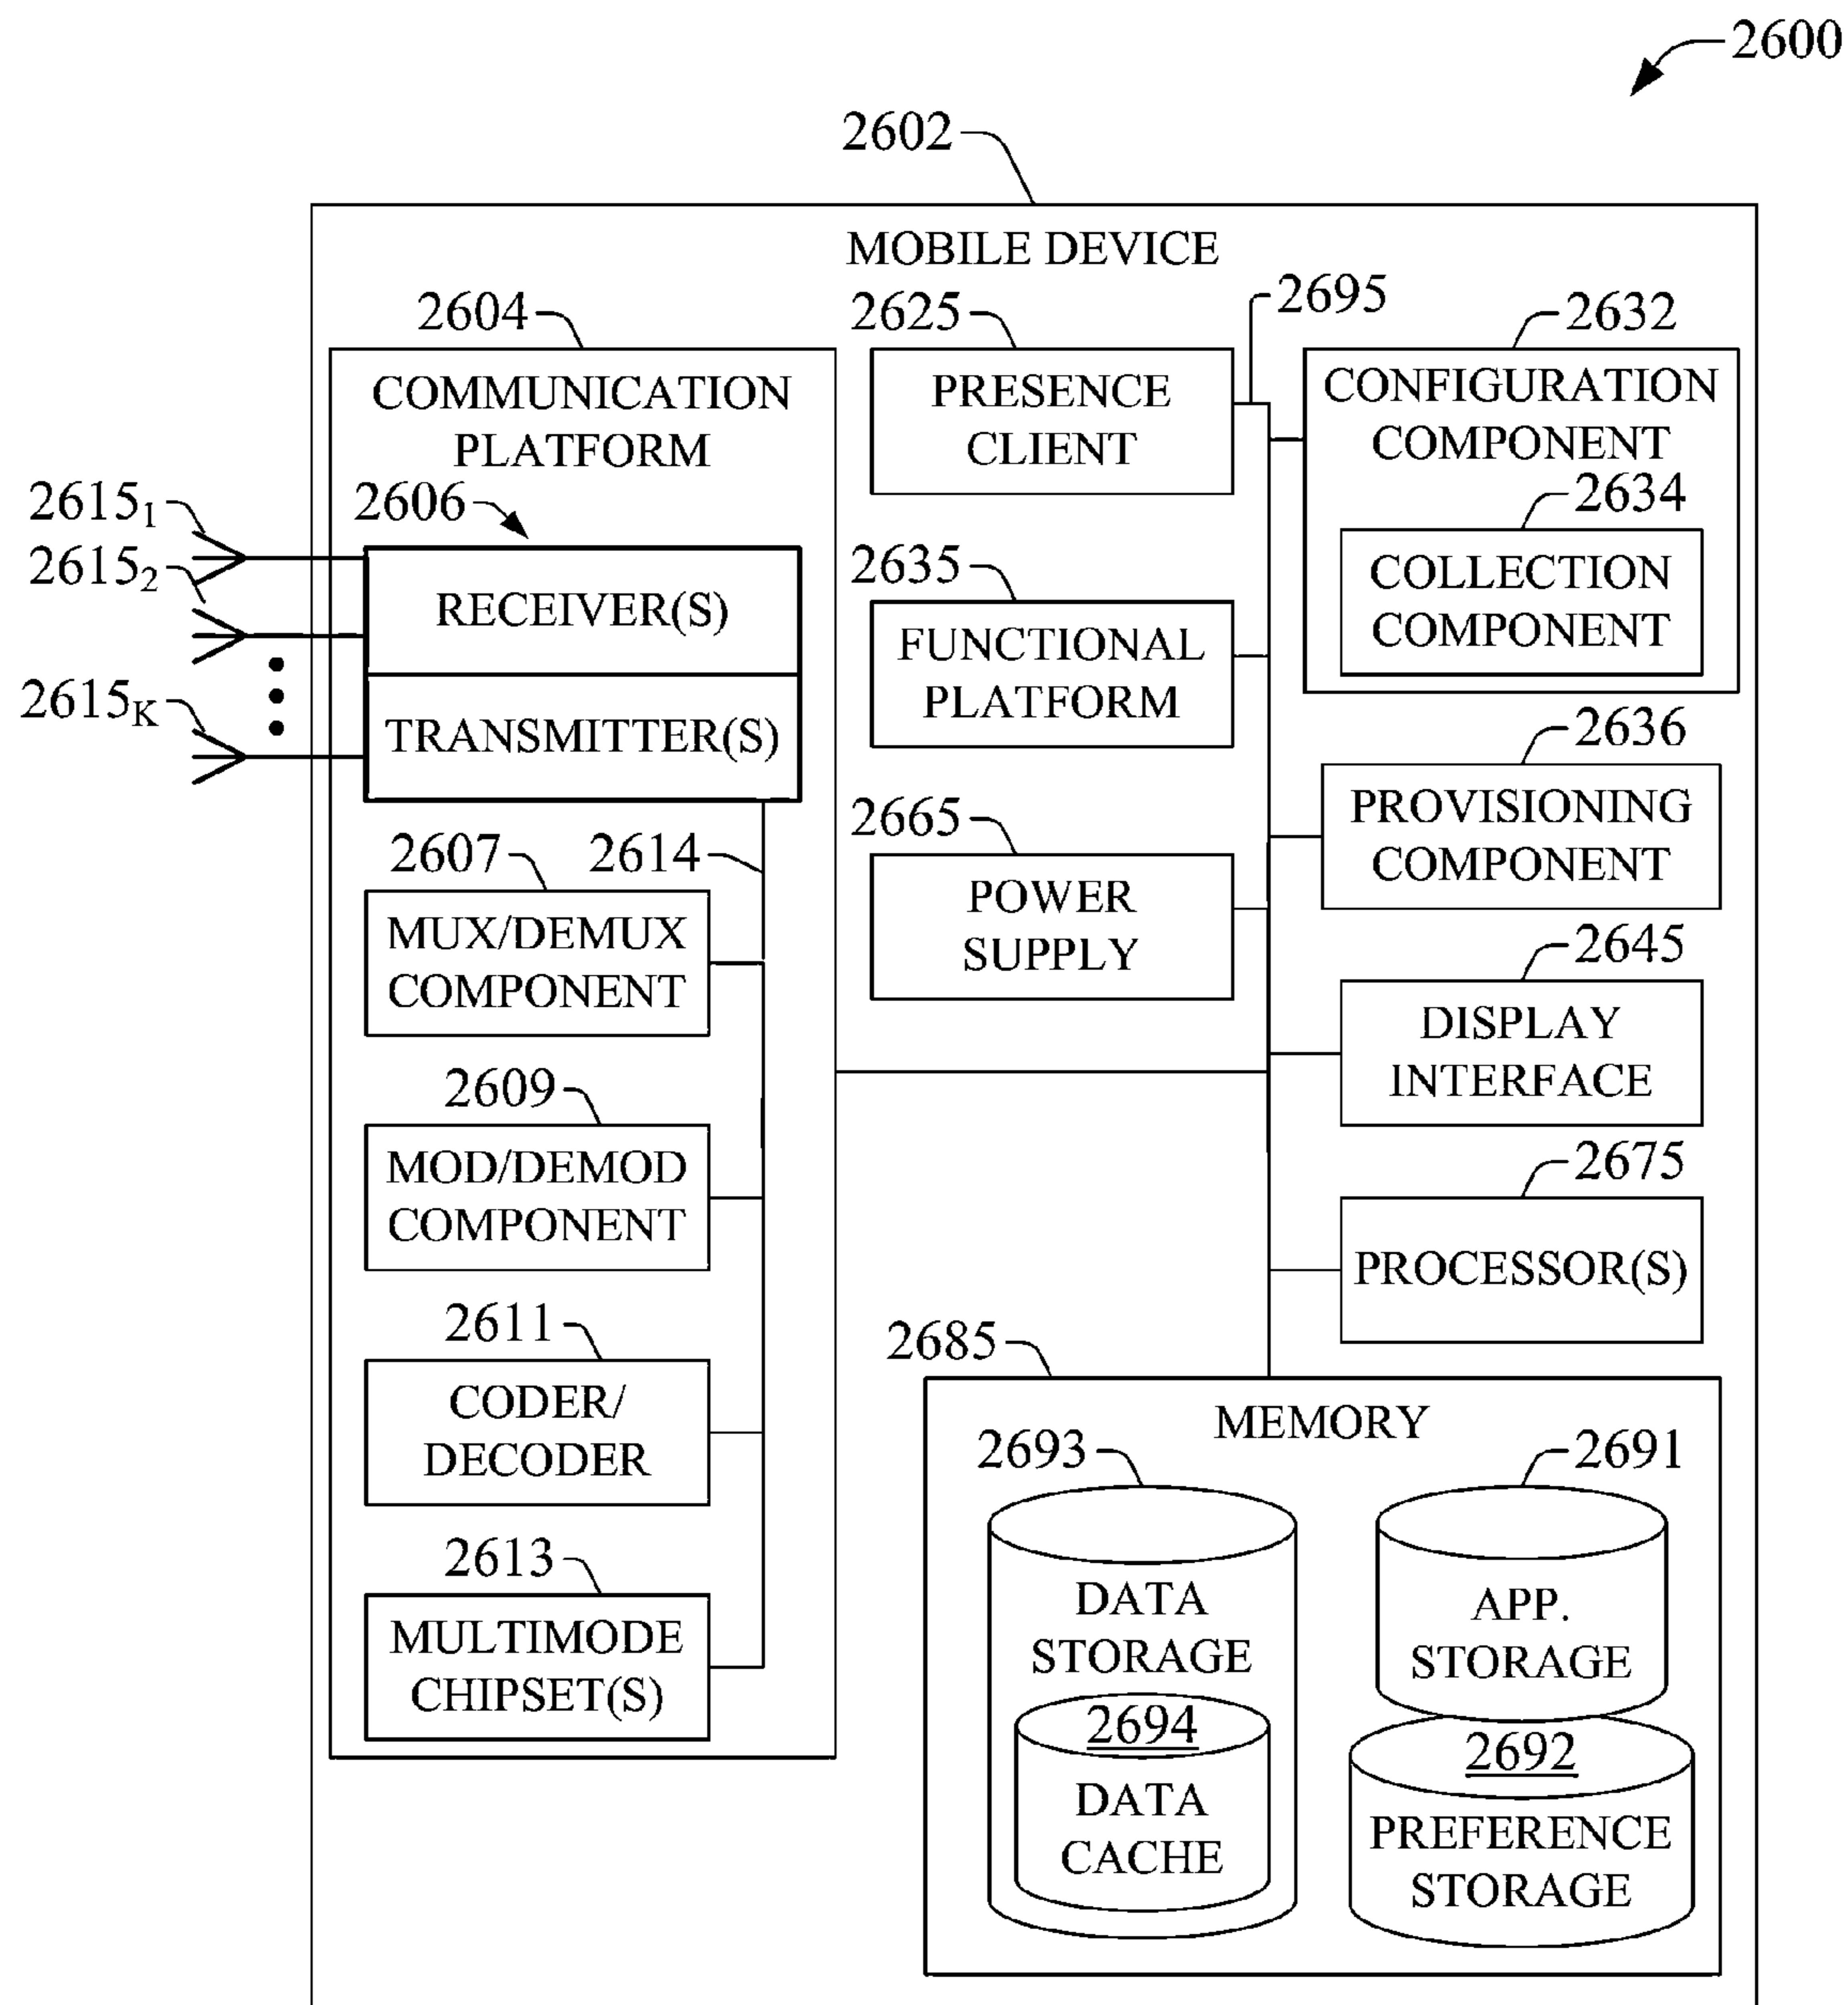 2600
2602
MOBILE DEVICE
2604
COMMUNICATION
PLATFORM
2606
2615₁
2615₂
2615K
RECEIVER(S)
TRANSMITTER(S)
2607
2614
MUX/DEMUX
COMPONENT
2609
MOD/DEMOD
COMPONENT
2611
CODER/
DECODER
2613
MULTIMODE
CHIPSET(S)
2625
2695
PRESENCE
CLIENT
2635
FUNCTIONAL
PLATFORM
2665
POWER
SUPPLY
2632
CONFIGURATION
COMPONENT
2634
COLLECTION
COMPONENT
2636
PROVISIONING
COMPONENT
2645
DISPLAY
INTERFACE
2675
PROCESSOR(S)
2685
MEMORY
2693
DATA
STORAGE
2694
DATA
CACHE
2691
APP.
STORAGE
2692
PREFERENCE
STORAGE